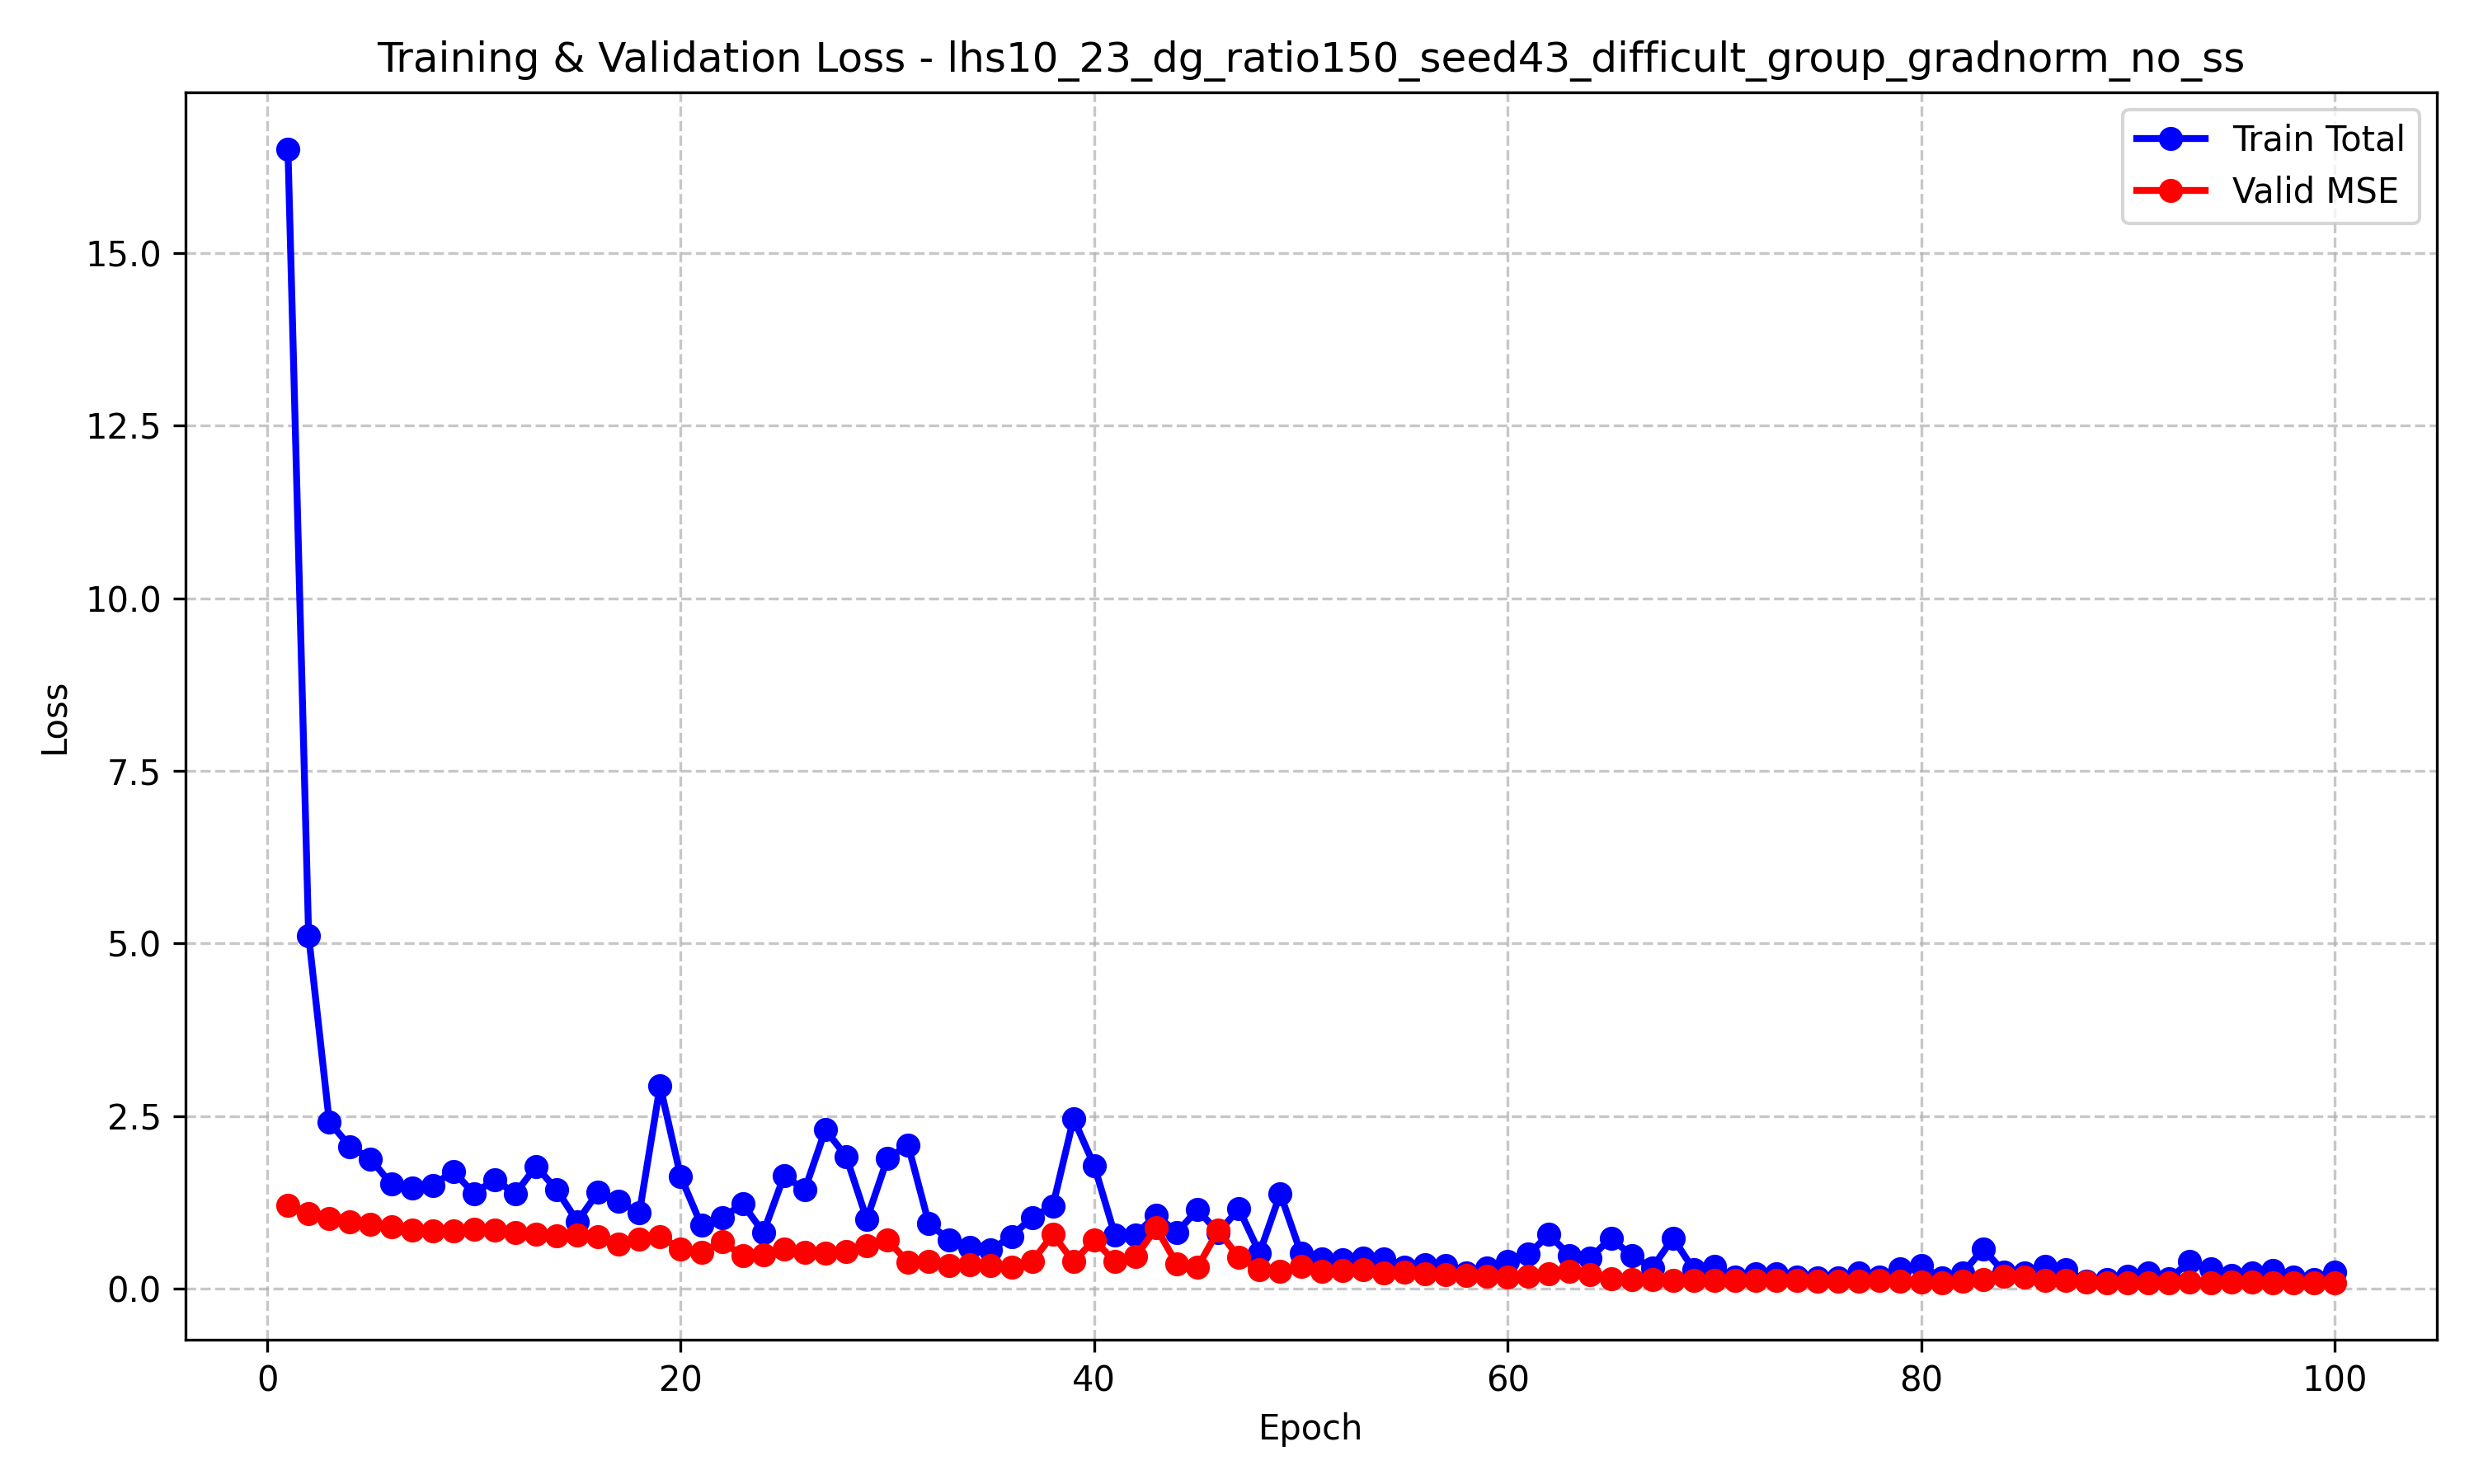 Training & Validation Loss - lhs10_23_dg_ratio150_seed43_difficult_group_gradnorm_no_ss
Train Total
Valid MSE
15.0
12.5
10.0
7.5
5.0
2.5
0.0
Loss
0 20 40 60 80 100
Epoch